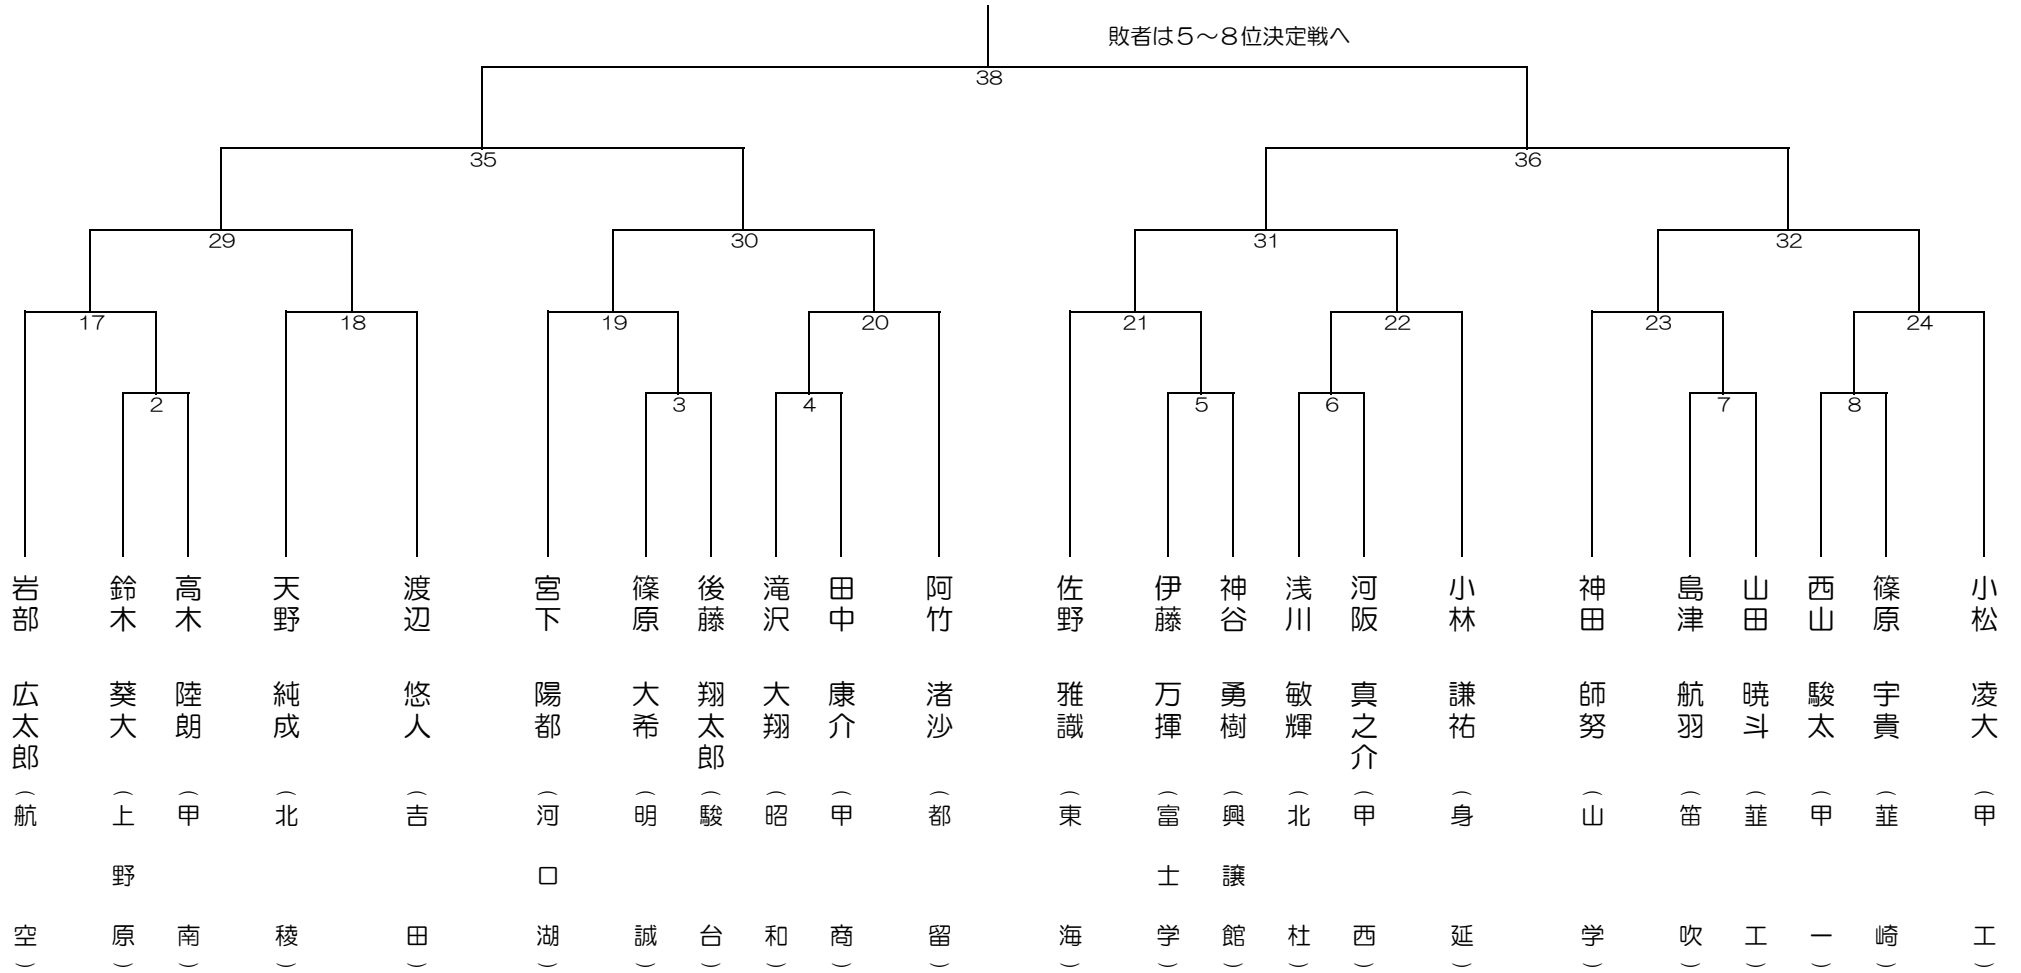 敗者は５～８位決定戦へ
38
35
36
29
30
31
32
17
18
19
20
21
22
23
24
2
3
4
5
6
7
8
岩部 広太郎（航空）
鈴木 葵大（上野原）
高木 陸朗（甲南）
天野 純成（北稜）
渡辺 悠人（吉田）
宮下 陽都（河口湖）
篠原 大希（明誠）
後藤 翔太郎（駿台）
滝沢 大翔（昭和）
田中 康介（甲商）
阿竹 渚沙（都留）
佐野 雅識（東海）
伊藤 万揮（富士学）
神谷 勇樹（興譲館）
浅川 敏輝（北杜）
河阪 真之介（甲西）
小林 謙祐（身延）
神田 師努（山学）
島津 航羽（笛吹）
山田 暁斗（韮工）
西山 駿太（甲一）
篠原 宇貴（韮崎）
小松 凌大（甲工）